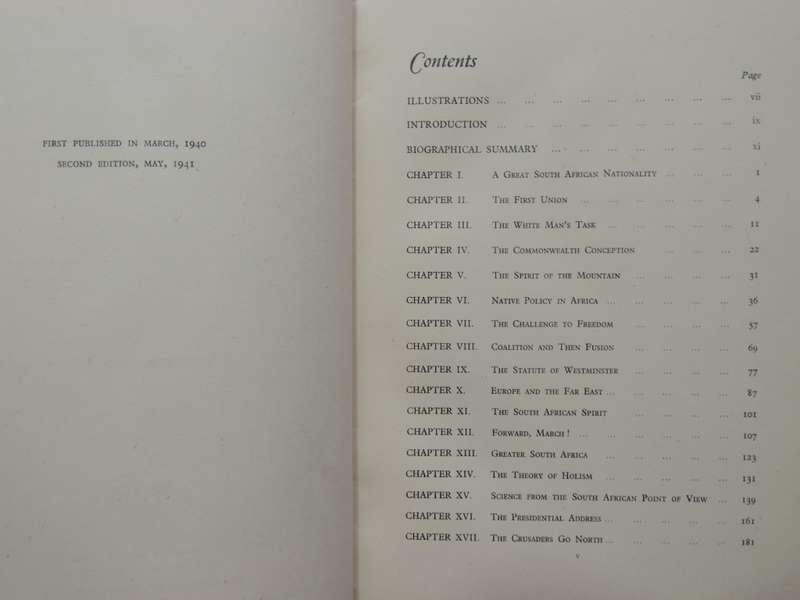 FIRST PUBLISHED IN MARCH, 1940
SECOND EDITION, MAY, 1941
Contents
Page
ILLUSTRATIONS ... ... ... ... ... ... ... ... ... vii
INTRODUCTION ... ... ... ... ... ... ... ... ... ix
BIOGRAPHICAL SUMMARY ... ... ... ... ... ... ... xi
CHAPTER I. A Great South African Nationality ... ... ... 1
CHAPTER II. The First Union ... ... ... ... ... ... 4
CHAPTER III. The White Man's Task ... ... ... ... ... 11
CHAPTER IV. The Commonwealth Conception ... ... ... 22
CHAPTER V. The Spirit of the Mountain ... ... ... ... 31
CHAPTER VI. Native Policy in Africa ... ... ... ... ... 36
CHAPTER VII. The Challenge to Freedom ... ... ... ... 57
CHAPTER VIII. Coalition and Then Fusion ... ... ... ... 69
CHAPTER IX. The Statute of Westminster ... ... ... ... 77
CHAPTER X. Europe and the Far East ... ... ... ... ... 87
CHAPTER XI. The South African Spirit ... ... ... ... 101
CHAPTER XII. Forward, March! ... ... ... ... ... ... 107
CHAPTER XIII. Greater South Africa ... ... ... ... ... 123
CHAPTER XIV. The Theory of Holism ... ... ... ... ... 131
CHAPTER XV. Science from the South African Point of View ... 139
CHAPTER XVI. The Presidential Address ... ... ... ... ... 161
CHAPTER XVII. The Crusaders Go North ... ... ... ... ... 181
v